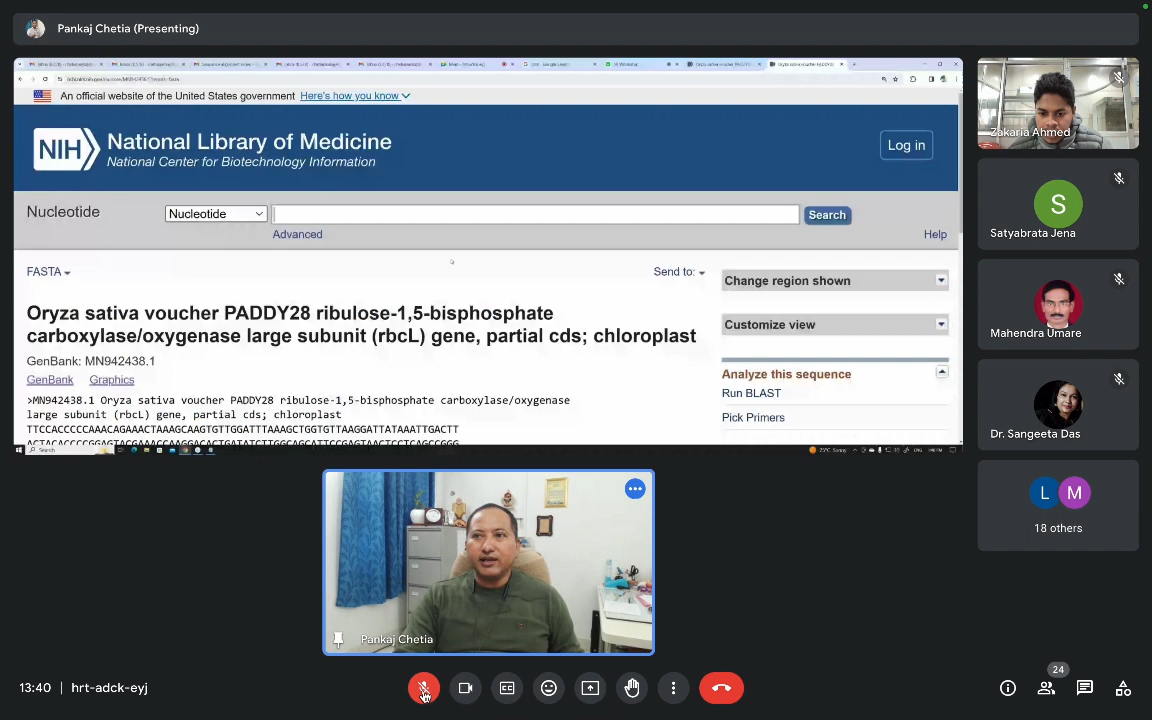 Pankaj Chetia (Presenting)
An official website of the United States government Here's how you know
NIH National Library of Medicine
National Center for Biotechnology Information
Log in
Nucleotide
Nucleotide
Search
Advanced
Help
FASTA
Send to:
Oryza sativa voucher PADDY28 ribulose-1,5-bisphosphate
carboxylase/oxygenase large subunit (rbcL) gene, partial cds; chloroplast
GenBank: MN942438.1
GenBank Graphics
>MN942438.1 Oryza sativa voucher PADDY28 ribulose-1,5-bisphosphate carboxylase/oxygenase
large subunit (rbcL) gene, partial cds; chloroplast
TTCCACCCCCAAACAGAAACTAAAGCAAGTGTTGGATTTAAAGCTGGTGTTAAGGATTATAAATTGACTT
Change region shown
Customize view
Analyze this sequence
Run BLAST
Pick Primers
Search
Zakaria Ahmed
S
Satyabrata Jena
Mahendra Umare
Dr. Sangeeta Das
L M
18 others
Pankaj Chetia
13:40 | hrt-adck-eyj
24